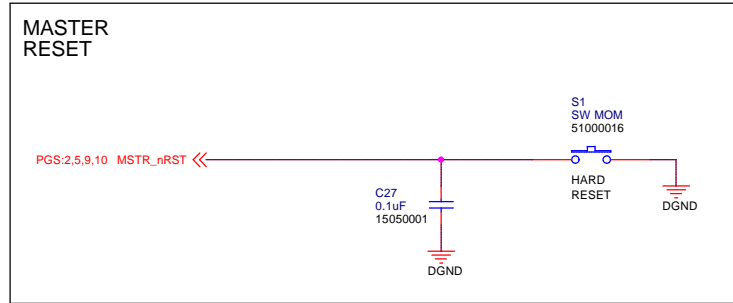 MASTER
RESET
S1
SW MOM
51000016
PGS:2,5,9,10 MSTR_nRST
HARD
RESET
C27
0.1uF
15050001
DGND
DGND